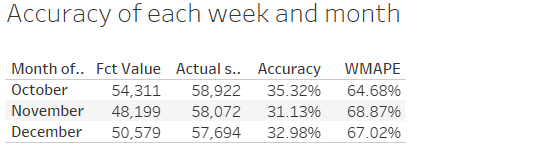 Accuracy of each week and month
Month of.. Fct Value Actual s.. Accuracy WMAPE
October 54,311 58,922 35.32% 64.68%
November 48,199 58,072 31.13% 68.87%
December 50,579 57,694 32.98% 67.02%